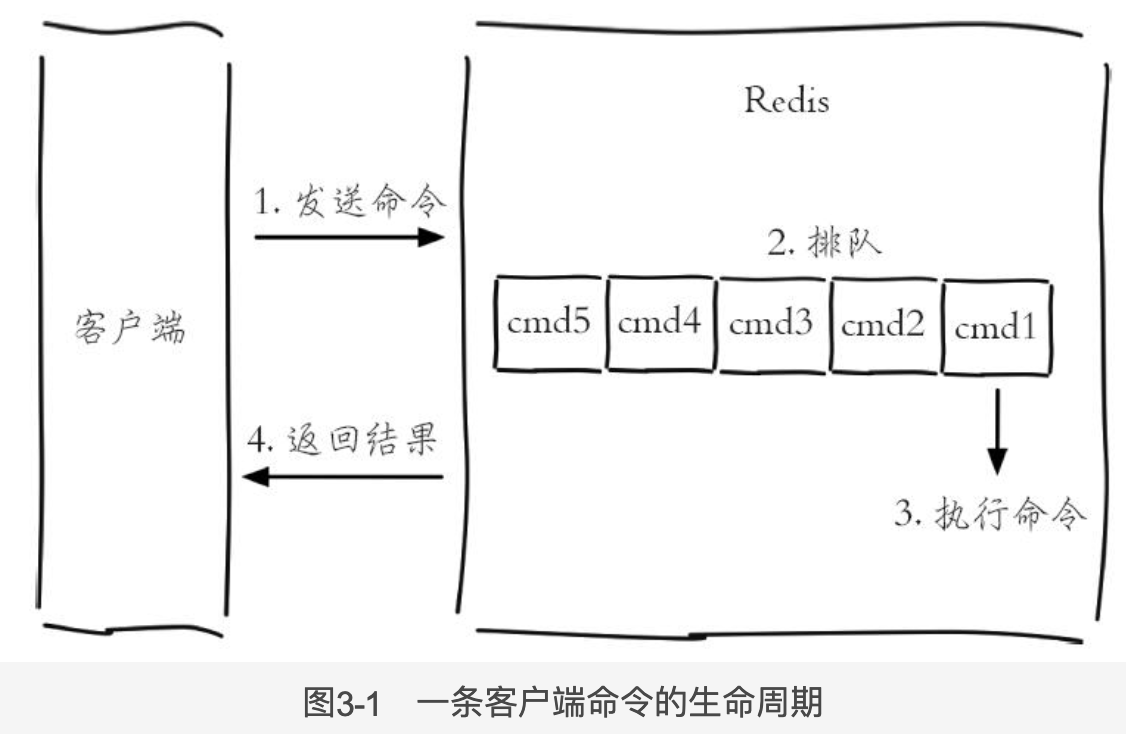 Redis
1. 发送命令
2. 排队
客户端
cmd5 cmd4 cmd3 cmd2 cmd1
4. 返回结果
3. 执行命令
图3-1 一条客户端命令的生命周期